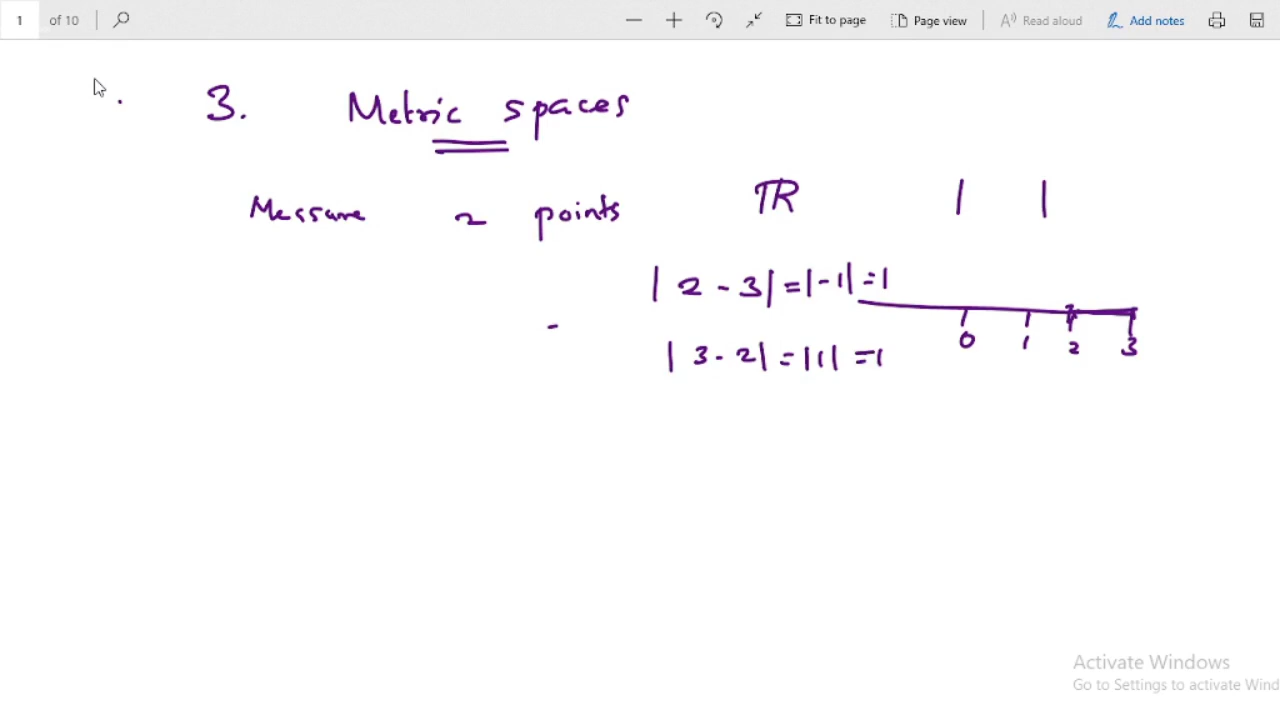 1 of 10 Fit to page Page view Read aloud Add notes
3. Metric spaces
Measure 2 points ℝ | |
|2 - 3| = |-1| = 1
0 1 2 3
|3 - 2| = |1| = 1
Activate Windows
Go to Settings to activate Wind